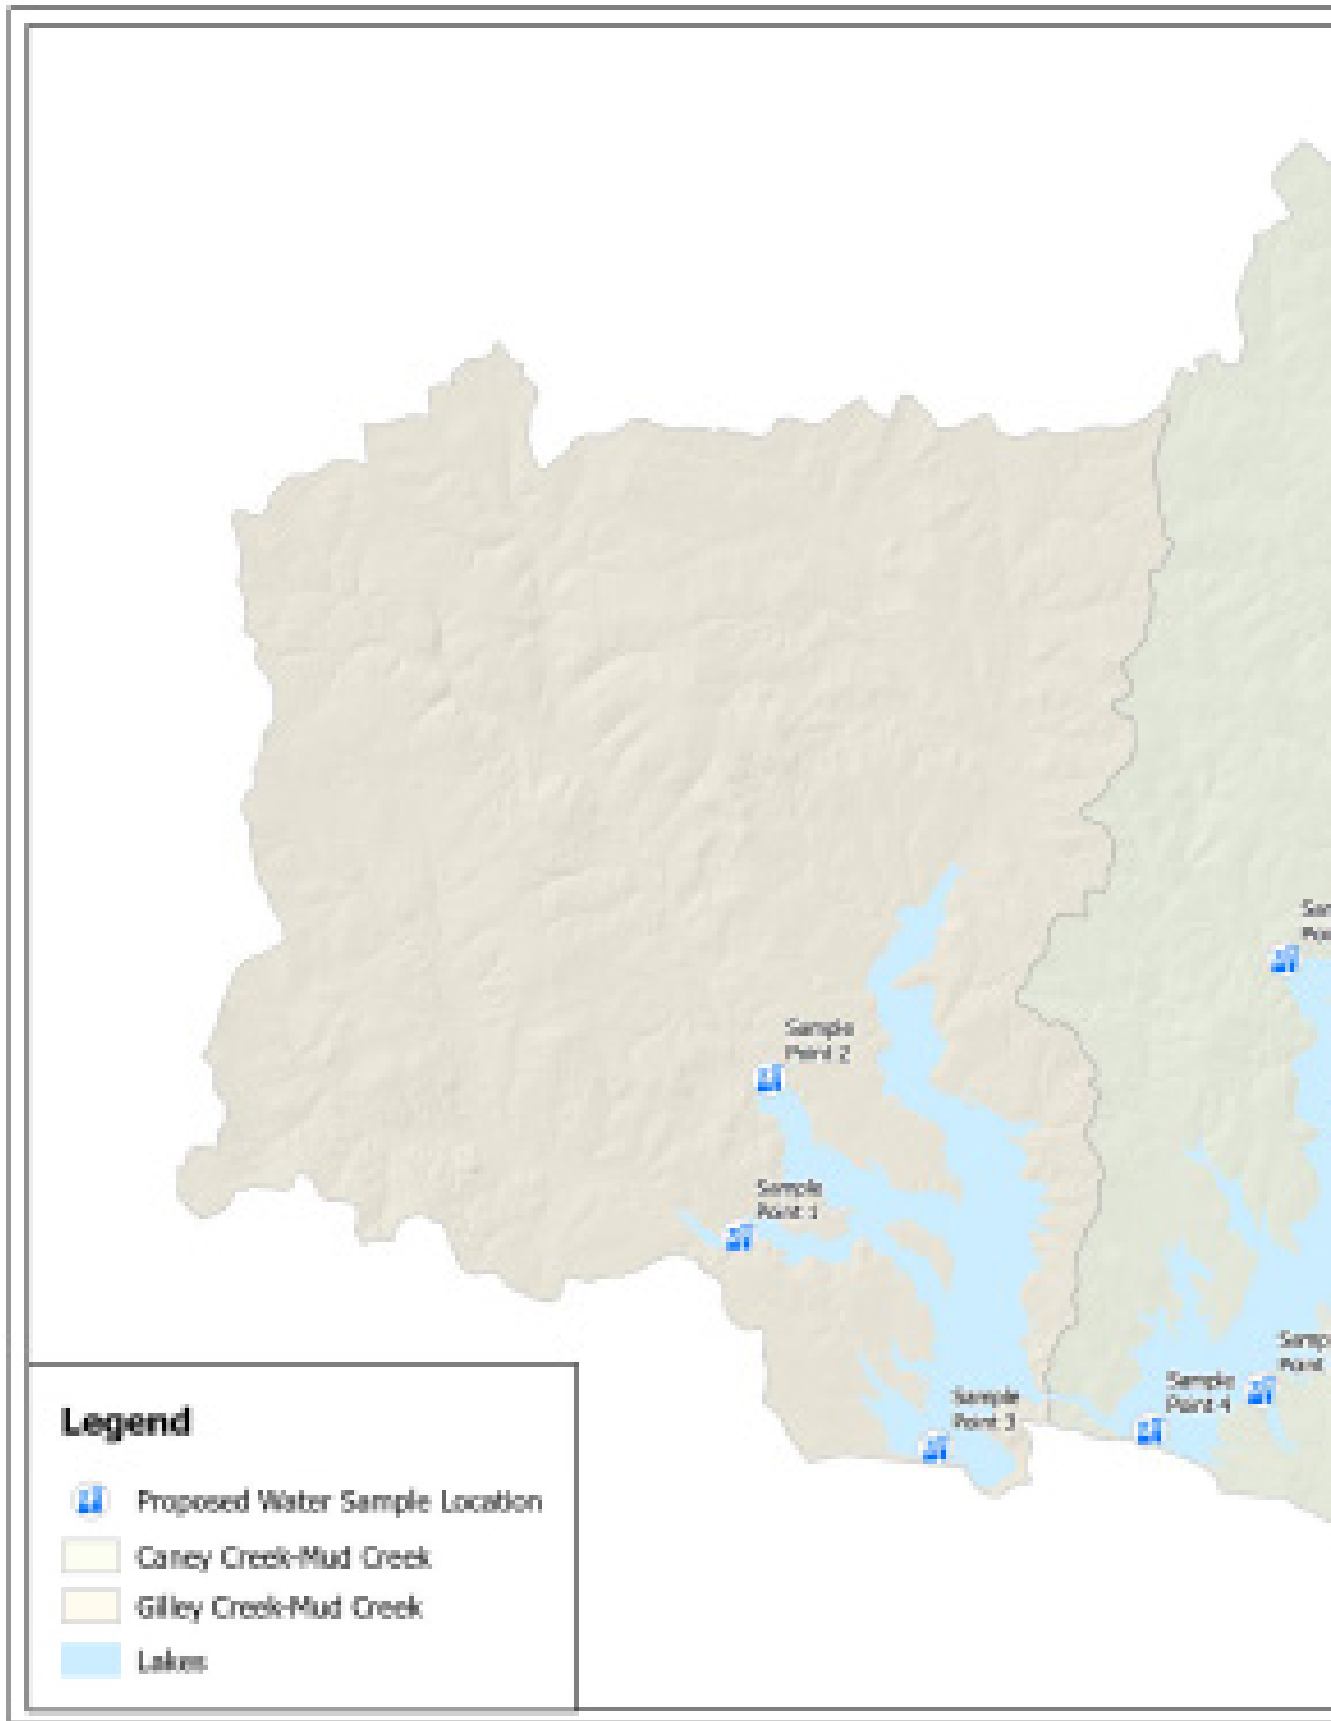 Sample
Point 2
Sample
Point 1
Sample
Point 3
Sample
Point 4
Point
Legend
Proposed Water Sample Location
Caney Creek-Mud Creek
Gilley Creek-Mud Creek
Lakes